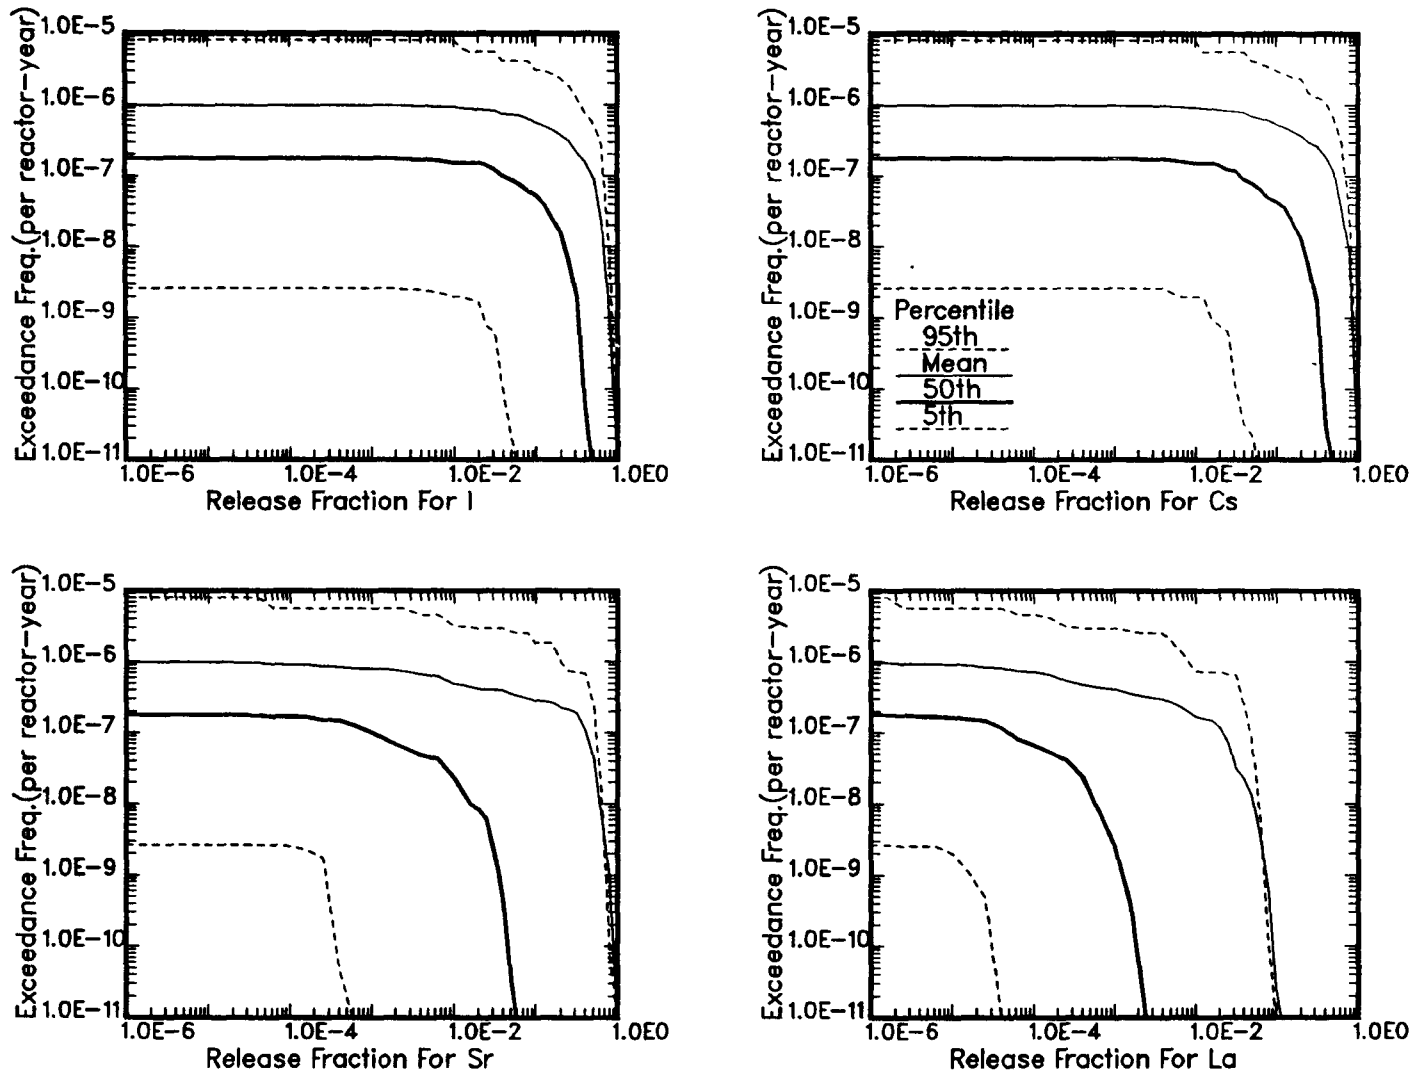 Exceedance Freq.(per reactor-year)
1.0E-5
1.0E-6
1.0E-7
1.0E-8
1.0E-9
1.0E-10
1.0E-11
1.0E-6 1.0E-4 1.0E-2 1.0E0
Release Fraction For I
Exceedance Freq.(per reactor-year)
1.0E-5
1.0E-6
1.0E-7
1.0E-8
1.0E-9
1.0E-10
1.0E-11
Percentile
95th
Mean
50th
5th
1.0E-6 1.0E-4 1.0E-2 1.0E0
Release Fraction For Cs
Exceedance Freq.(per reactor-year)
1.0E-5
1.0E-6
1.0E-7
1.0E-8
1.0E-9
1.0E-10
1.0E-11
1.0E-6 1.0E-4 1.0E-2 1.0E0
Release Fraction For Sr
Exceedance Freq.(per reactor-year)
1.0E-5
1.0E-6
1.0E-7
1.0E-8
1.0E-9
1.0E-10
1.0E-11
1.0E-6 1.0E-4 1.0E-2 1.0E0
Release Fraction For La